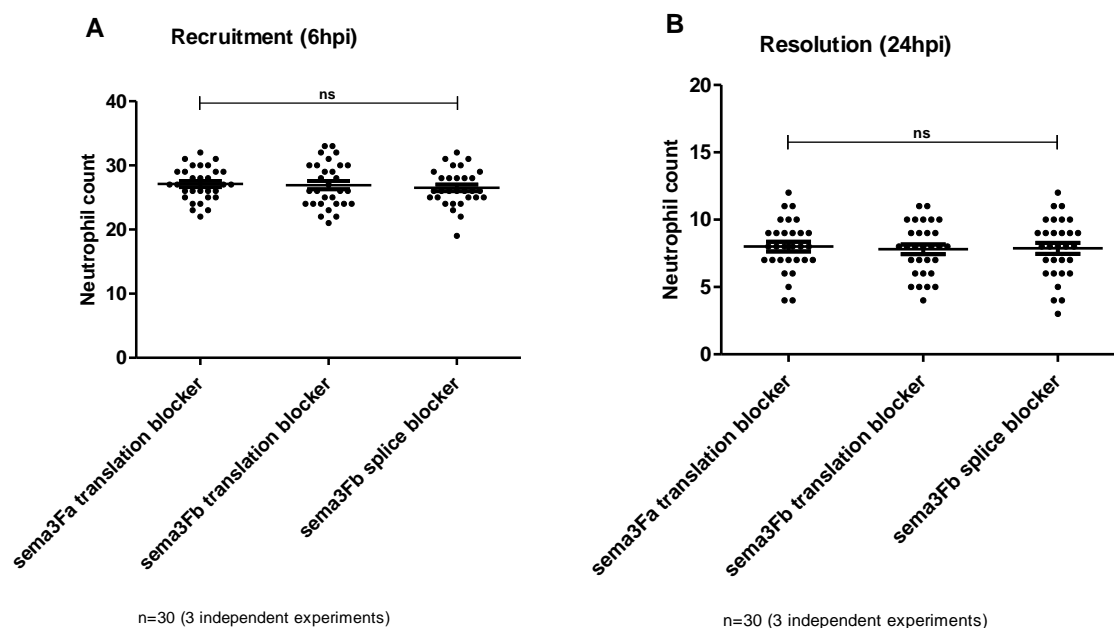 A
Recruitment (6hpi)
ns
40
30
20
10
0
Neutrophil count
sema3Fa translation blocker
sema3Fb translation blocker
sema3Fb splice blocker
n=30 (3 independent experiments)
B
Resolution (24hpi)
ns
20
15
10
5
0
Neutrophil count
sema3Fa translation blocker
sema3Fb translation blocker
sema3Fb splice blocker
n=30 (3 independent experiments)